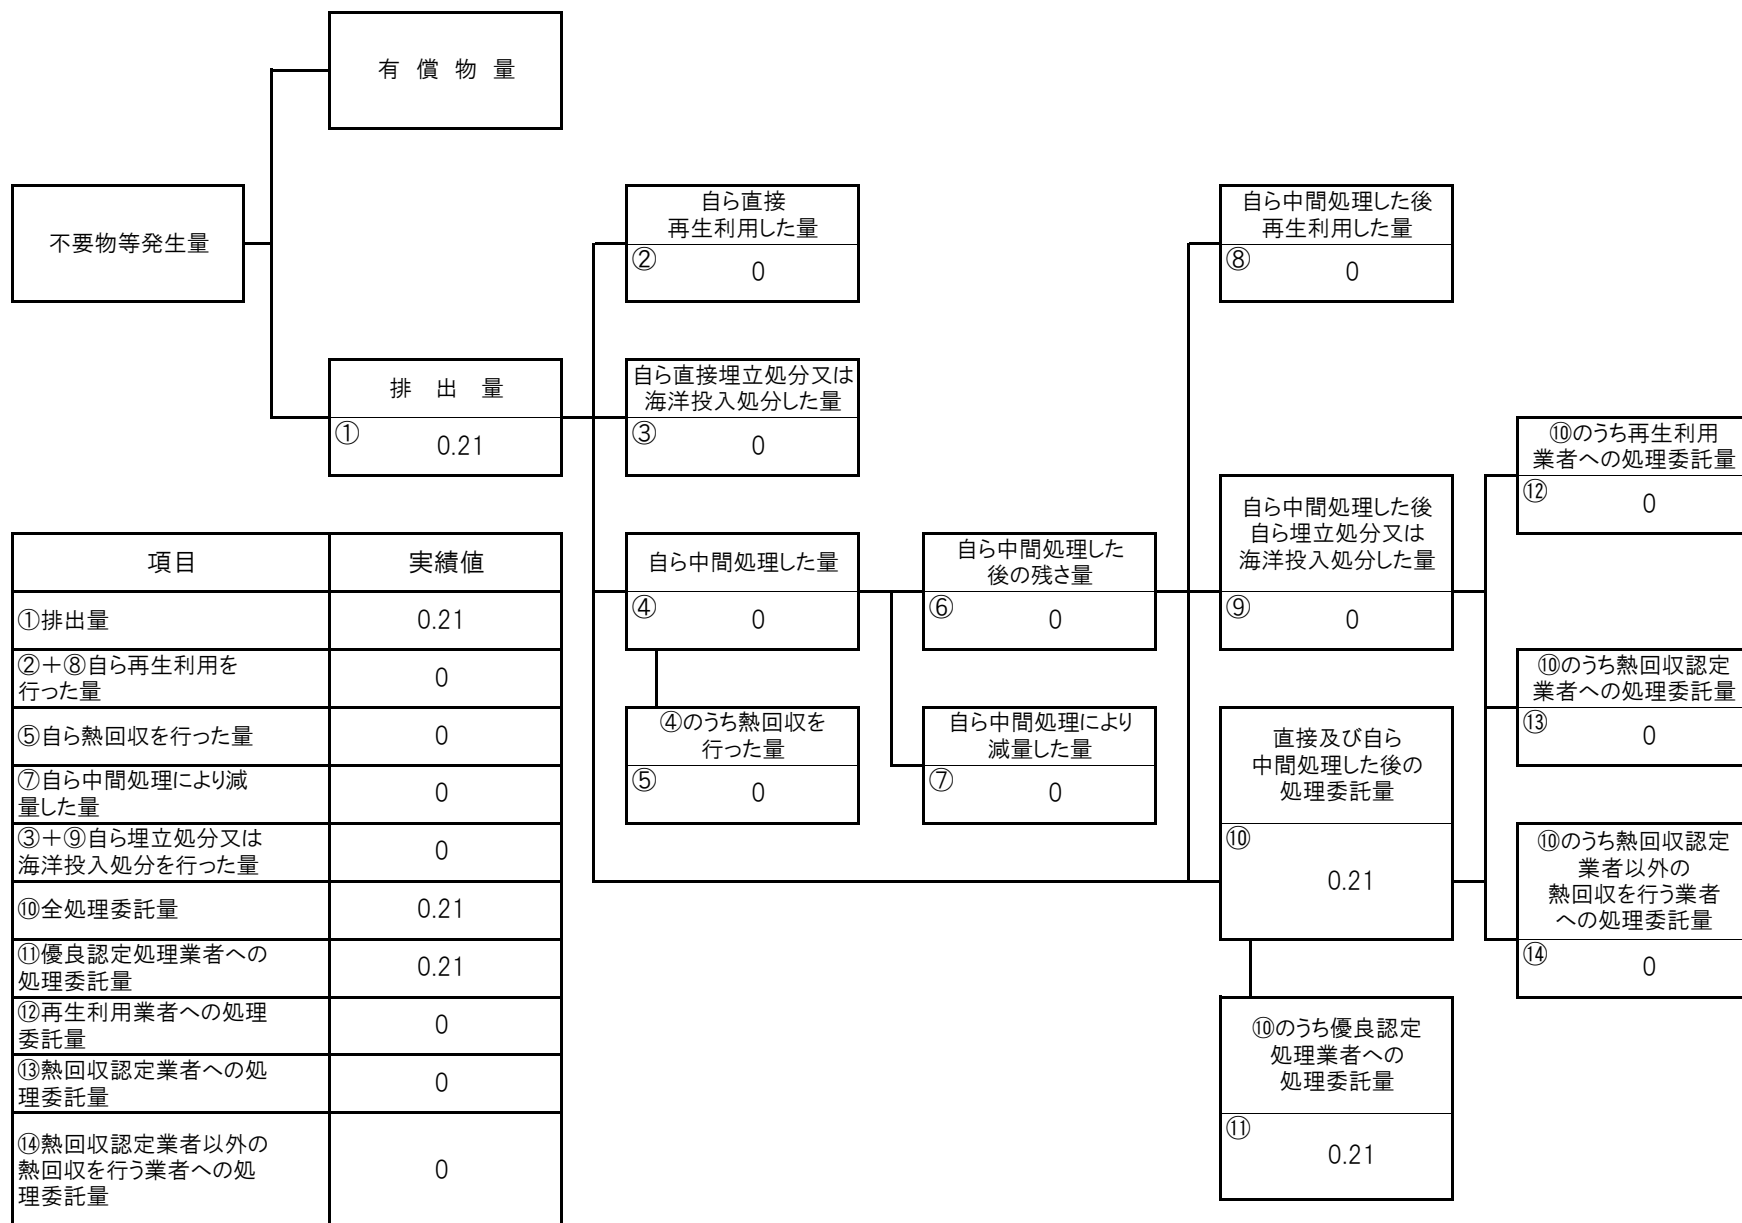 有 償 物 量
不要物等発生量
排 出 量
①
0.21
自ら直接
再生利用した量
②
0
自ら直接埋立処分又は
海洋投入処分した量
③
0
自ら中間処理した量
④
0
④のうち熱回収を
行った量
⑤
0
自ら中間処理した
後の残さ量
⑥
0
自ら中間処理により
減量した量
⑦
0
自ら中間処理した後
再生利用した量
⑧
0
自ら中間処理した後
自ら埋立処分又は
海洋投入処分した量
⑨
0
直接及び自ら
中間処理した後の
処理委託量
⑩
0.21
⑩のうち優良認定
処理業者への
処理委託量
⑪
0.21
⑩のうち再生利用
業者への処理委託量
⑫
0
⑩のうち熱回収認定
業者への処理委託量
⑬
0
⑩のうち熱回収認定
業者以外の
熱回収を行う業者
への処理委託量
⑭
0
項目 実績値
①排出量 0.21
②＋⑧自ら再生利用を
行った量 0
⑤自ら熱回収を行った量 0
⑦自ら中間処理により減
量した量 0
③＋⑨自ら埋立処分又は
海洋投入処分を行った量 0
⑩全処理委託量 0.21
⑪優良認定処理業者への
処理委託量 0.21
⑫再生利用業者への処理
委託量 0
⑬熱回収認定業者への処
理委託量 0
⑭熱回収認定業者以外の
熱回収を行う業者への処
理委託量 0